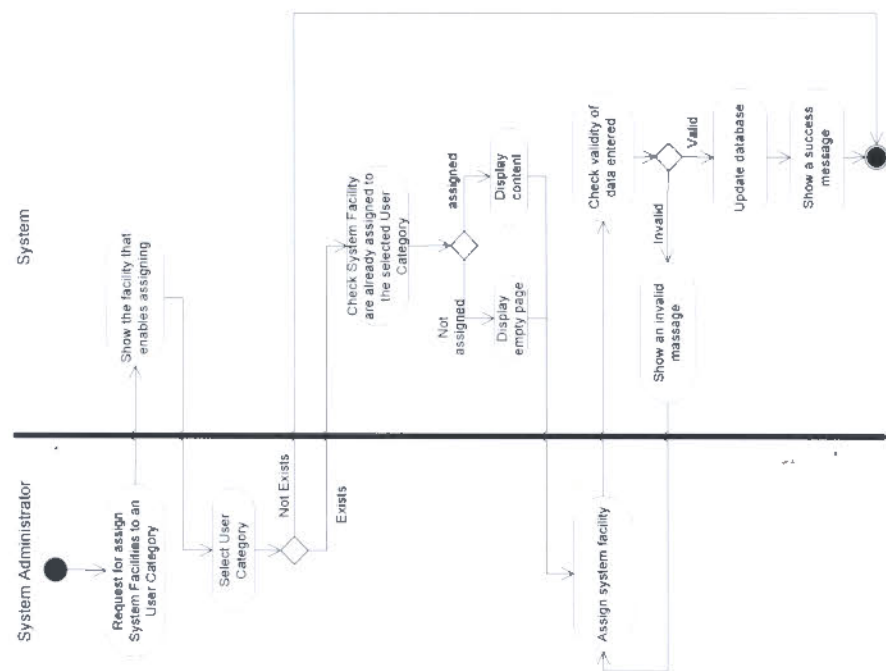 System Administrator
System
Request for assign
System Facilities to an
User Category
Show the facility that
enables assigning
Select User
Category
Not Exists
Exists
Check System Facility
are already assigned to
the selected User
Category
Not
assigned
assigned
Display
empty page
Display
content
Assign system facility
Check validity of
data entered
Invalid
Valid
Show an invalid
massage
Update database
Show a success
message